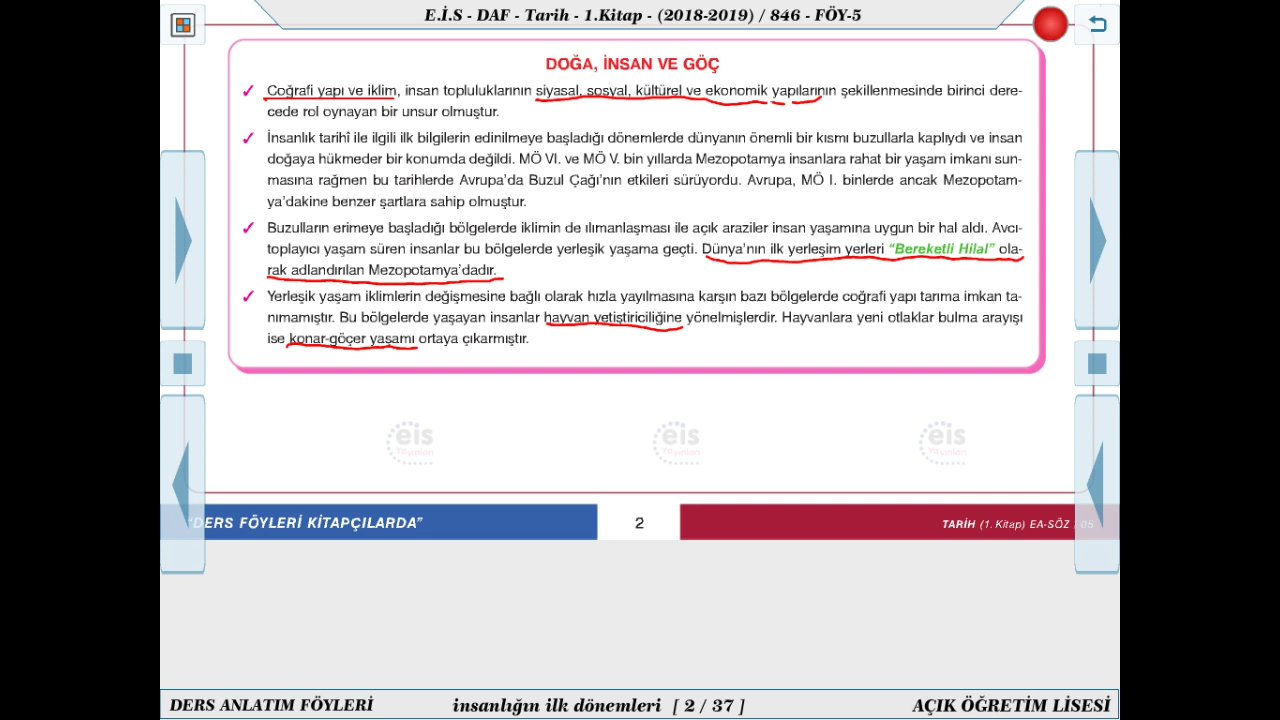 E.İ.S - DAF - Tarih - 1.Kitap - (2018-2019) / 846 - FÖY-5
DOĞA, İNSAN VE GÖÇ
✓ Coğrafi yapı ve iklim, insan topluluklarının siyasal, sosyal, kültürel ve ekonomik yapılarının şekillenmesinde birinci dere-
cede rol oynayan bir unsur olmuştur.
✓ İnsanlık tarihî ile ilgili ilk bilgilerin edinilmeye başladığı dönemlerde dünyanın önemli bir kısmı buzullarla kaplıydı ve insan
doğaya hükmeder bir konumda değildi. MÖ VI. ve MÖ V. bin yıllarda Mezopotamya insanlara rahat bir yaşam imkanı sun-
masına rağmen bu tarihlerde Avrupa'da Buzul Çağı'nın etkileri sürüyordu. Avrupa, MÖ I. binlerde ancak Mezopotam-
ya'dakine benzer şartlara sahip olmuştur.
✓ Buzulların erimeye başladığı bölgelerde iklimin de ılımanlaşması ile açık araziler insan yaşamına uygun bir hal aldı. Avcı-
toplayıcı yaşam süren insanlar bu bölgelerde yerleşik yaşama geçti. Dünya'nın ilk yerleşim yerleri "Bereketli Hilal" ola-
rak adlandırılan Mezopotamya'dadır.
✓ Yerleşik yaşam iklimlerin değişmesine bağlı olarak hızla yayılmasına karşın bazı bölgelerde coğrafi yapı tarıma imkan ta-
nımamıştır. Bu bölgelerde yaşayan insanlar hayvan yetiştiriciliğine yönelmişlerdir. Hayvanlara yeni otlaklar bulma arayışı
ise konar-göçer yaşamı ortaya çıkarmıştır.
eis Yayınları eis Yayınları eis Yayınları
"DERS FÖYLERİ KİTAPÇILARDA" 2 TARİH (1. Kitap) EA-SÖZ / 05
DERS ANLATIM FÖYLERİ insanlığın ilk dönemleri [ 2 / 37 ] AÇIK ÖĞRETİM LİSESİ